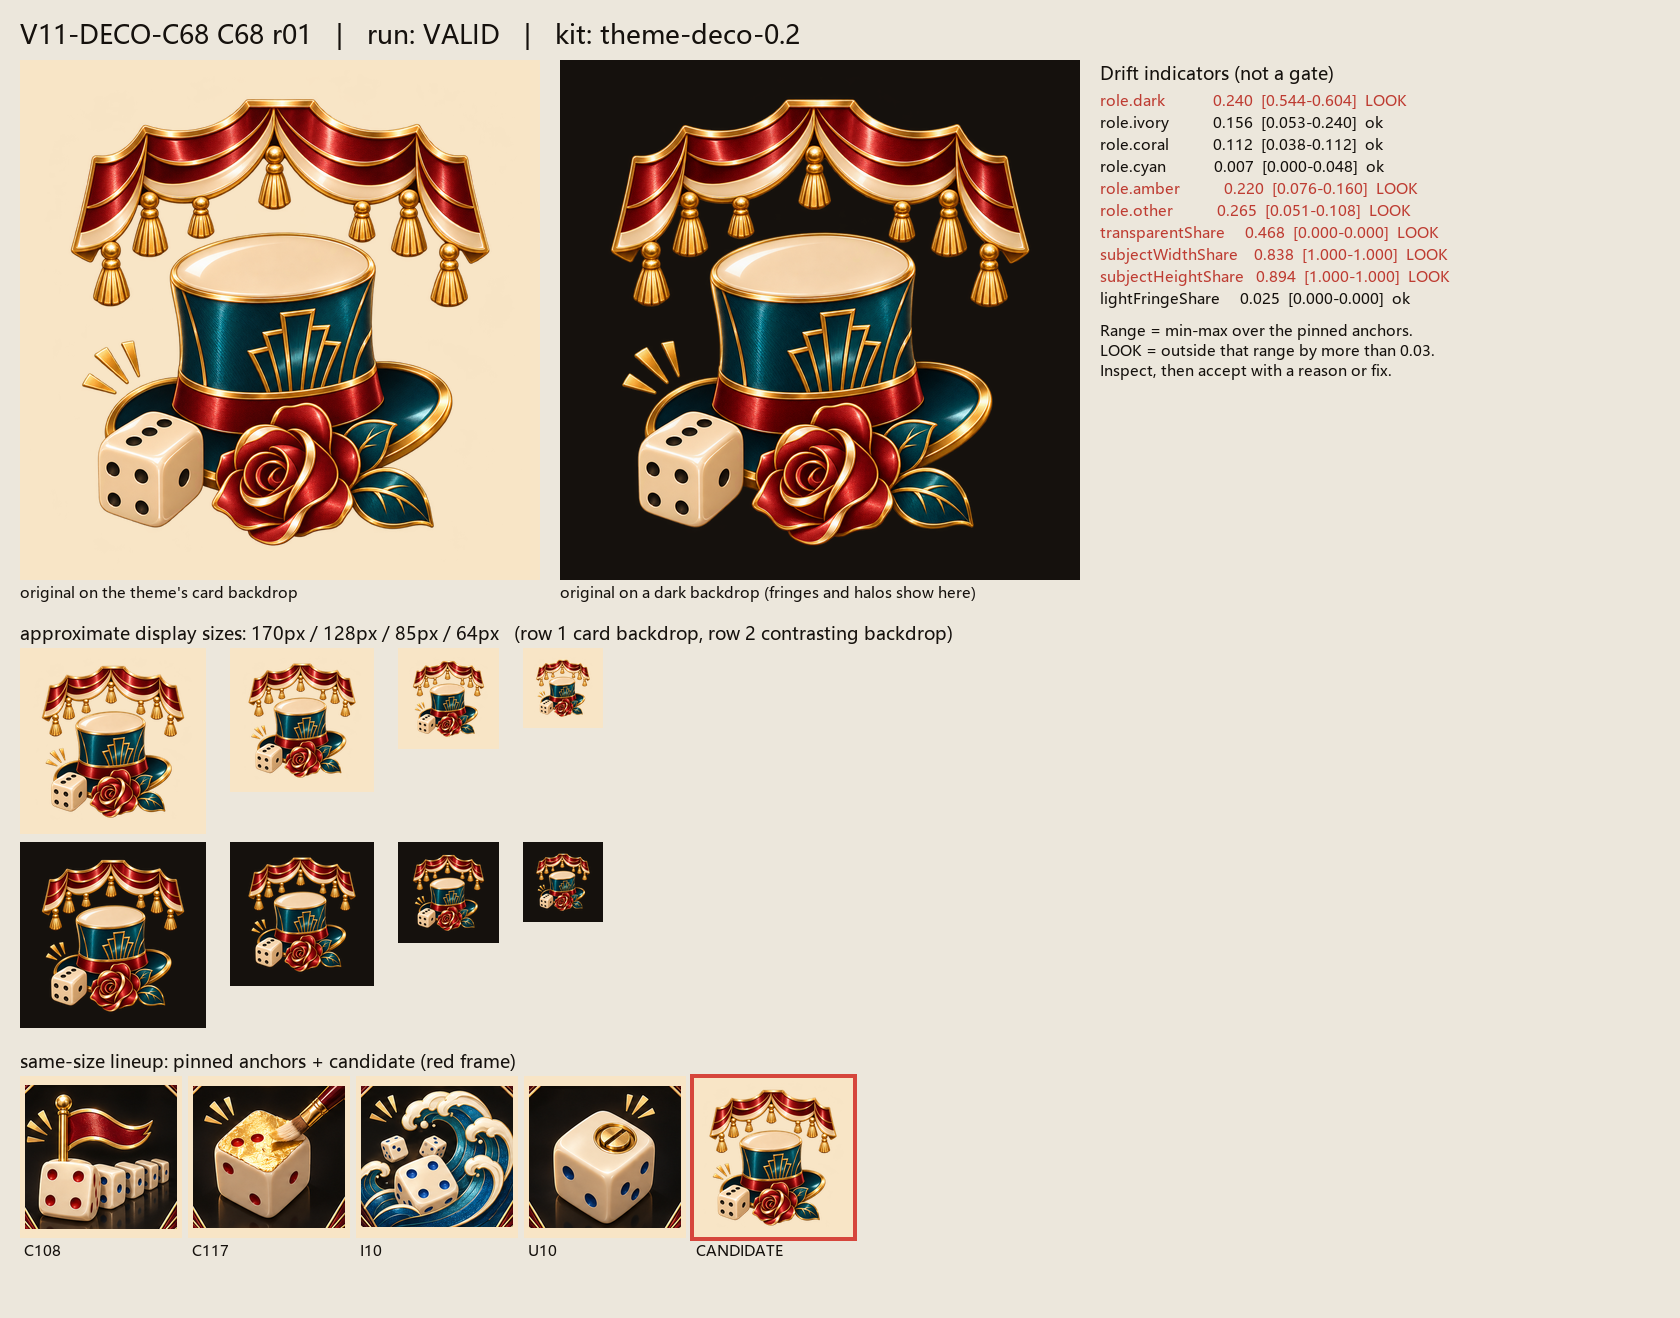 V11-DECO-C68 C68 r01   |   run: VALID   |   kit: theme-deco-0.2
Drift indicators (not a gate)
role.dark 0.240 [0.544-0.604] LOOK
role.ivory 0.156 [0.053-0.240] ok
role.coral 0.112 [0.038-0.112] ok
role.cyan 0.007 [0.000-0.048] ok
role.amber 0.220 [0.076-0.160] LOOK
role.other 0.265 [0.051-0.108] LOOK
transparentShare 0.468 [0.000-0.000] LOOK
subjectWidthShare 0.838 [1.000-1.000] LOOK
subjectHeightShare 0.894 [1.000-1.000] LOOK
lightFringeShare 0.025 [0.000-0.000] ok
Range = min-max over the pinned anchors.
LOOK = outside that range by more than 0.03.
Inspect, then accept with a reason or fix.
original on the theme's card backdrop
original on a dark backdrop (fringes and halos show here)
approximate display sizes: 170px / 128px / 85px / 64px   (row 1 card backdrop, row 2 contrasting backdrop)
same-size lineup: pinned anchors + candidate (red frame)
C108
C117
I10
U10
CANDIDATE